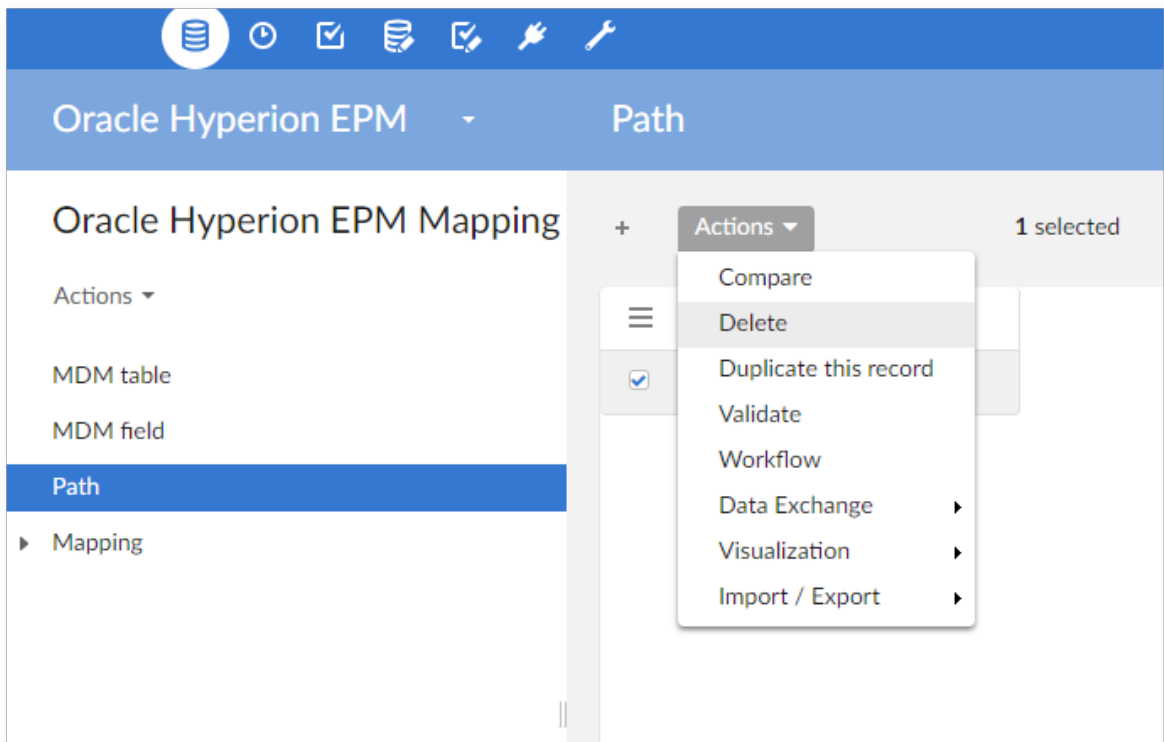 Oracle Hyperion EPM
Path
Oracle Hyperion EPM Mapping
Actions
MDM table
MDM field
Path
Mapping
+
Actions
1 selected
Compare
Delete
Duplicate this record
Validate
Workflow
Data Exchange
Visualization
Import / Export